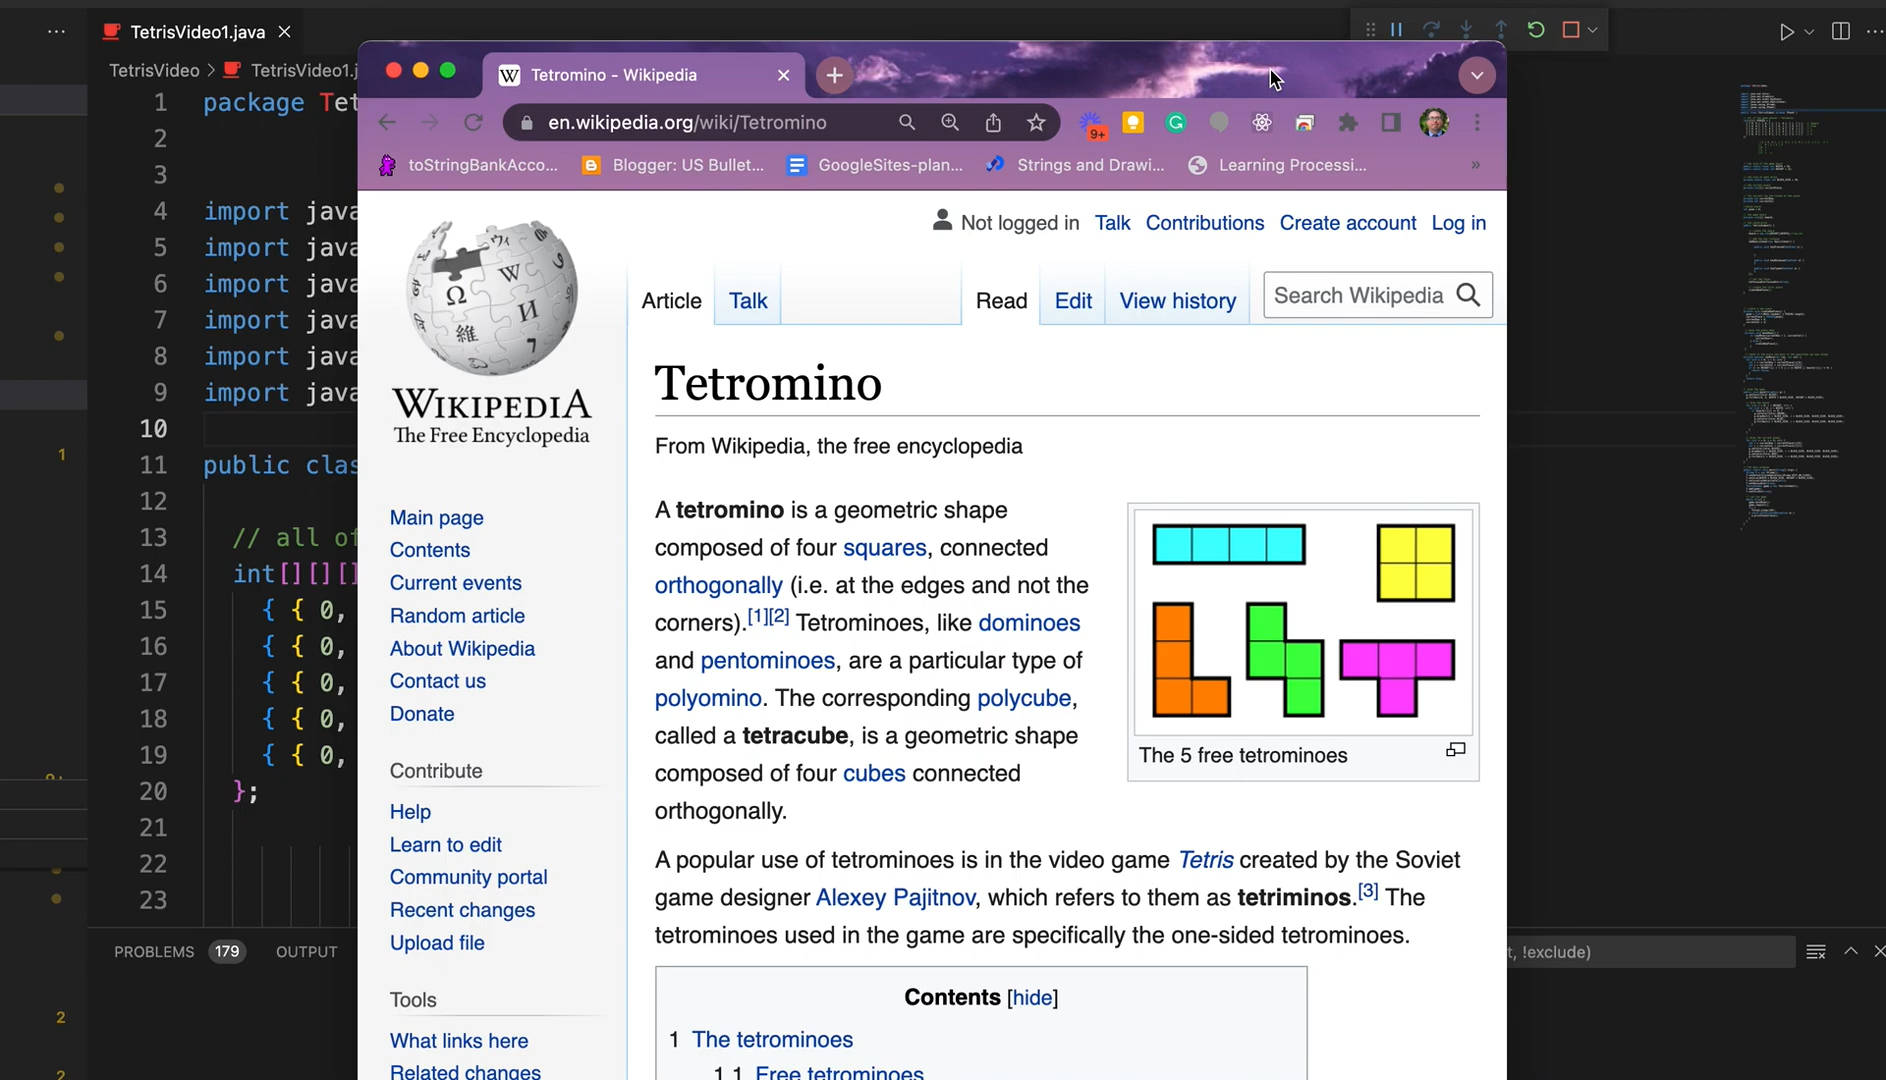 TetrisVideo1.java
TetrisVideo > TetrisVideo1.j
1 package Tet
2
3
4 import java
5 import java
6 import java
7 import java
8 import java
9 import java
10
11 public clas
12
13 // all of
14 int[][][]
15 { { 0,
16 { { 0,
17 { { 0,
18 { { 0,
19 { { 0,
20 };
21
22
23
1
2
2
PROBLEMS 179 OUTPUT
t, !exclude)
Tetromino - Wikipedia
en.wikipedia.org/wiki/Tetromino
9+
toStringBankAcco... Blogger: US Bullet... GoogleSites-plan... Strings and Drawi... Learning Processi... »
Not logged in Talk Contributions Create account Log in
Article Talk Read Edit View history Search Wikipedia
WIKIPEDIA
The Free Encyclopedia
Main page
Contents
Current events
Random article
About Wikipedia
Contact us
Donate
Contribute
Help
Learn to edit
Community portal
Recent changes
Upload file
Tools
What links here
Related changes
Tetromino
From Wikipedia, the free encyclopedia
A tetromino is a geometric shape
composed of four squares, connected
orthogonally (i.e. at the edges and not the
corners).[1][2] Tetrominoes, like dominoes
and pentominoes, are a particular type of
polyomino. The corresponding polycube,
called a tetracube, is a geometric shape
composed of four cubes connected
orthogonally.
The 5 free tetrominoes
A popular use of tetrominoes is in the video game Tetris created by the Soviet
game designer Alexey Pajitnov, which refers to them as tetriminos.[3] The
tetrominoes used in the game are specifically the one-sided tetrominoes.
Contents [hide]
1 The tetrominoes
1.1 Free tetrominoes